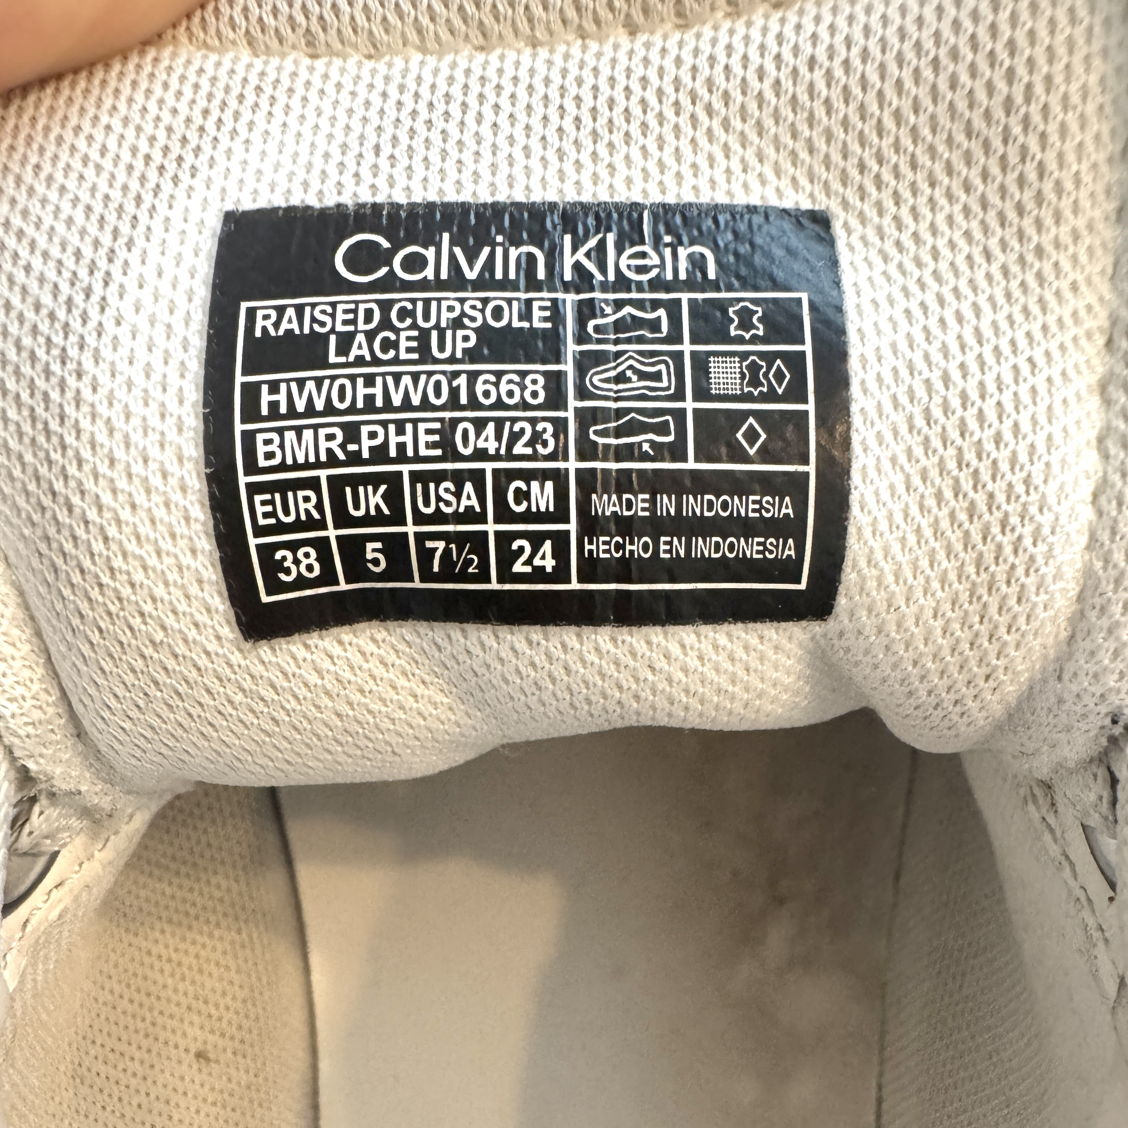 Calvin Klein
RAISED CUPSOLE
LACE UP
HW0HW01668
BMR-PHE 04/23
EUR UK USA CM
38 5 7½ 24
MADE IN INDONESIA
HECHO EN INDONESIA